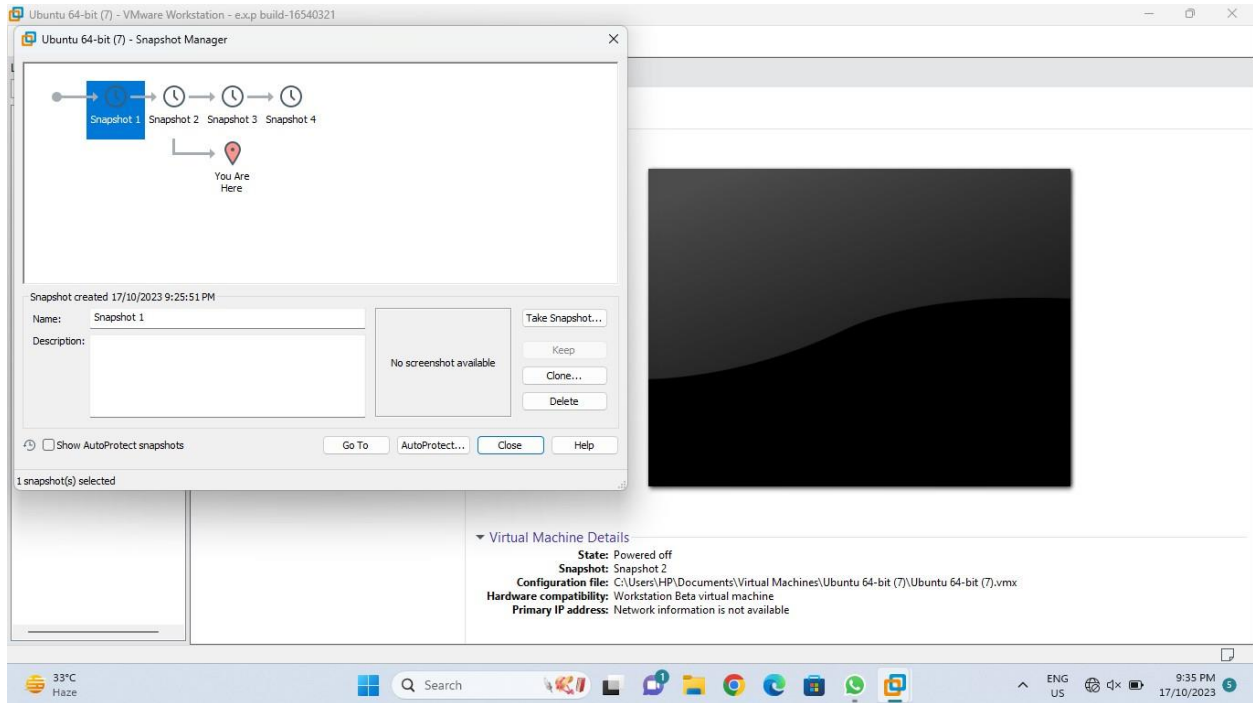 Ubuntu 64-bit (7) - VMware Workstation - e.x.p build-16540321
Ubuntu 64-bit (7) - Snapshot Manager
Snapshot 1 Snapshot 2 Snapshot 3 Snapshot 4
You Are
Here
Snapshot created 17/10/2023 9:25:51 PM
Name: Snapshot 1
Take Snapshot...
Description:
Keep
No screenshot available
Clone...
Delete
Show AutoProtect snapshots
Go To AutoProtect... Close Help
1 snapshot(s) selected
Virtual Machine Details
State: Powered off
Snapshot: Snapshot 2
Configuration file: C:\Users\HP\Documents\Virtual Machines\Ubuntu 64-bit (7)\Ubuntu 64-bit (7).vmx
Hardware compatibility: Workstation Beta virtual machine
Primary IP address: Network information is not available
33°C
Haze
Search
ENG
US
9:35 PM
17/10/2023
5